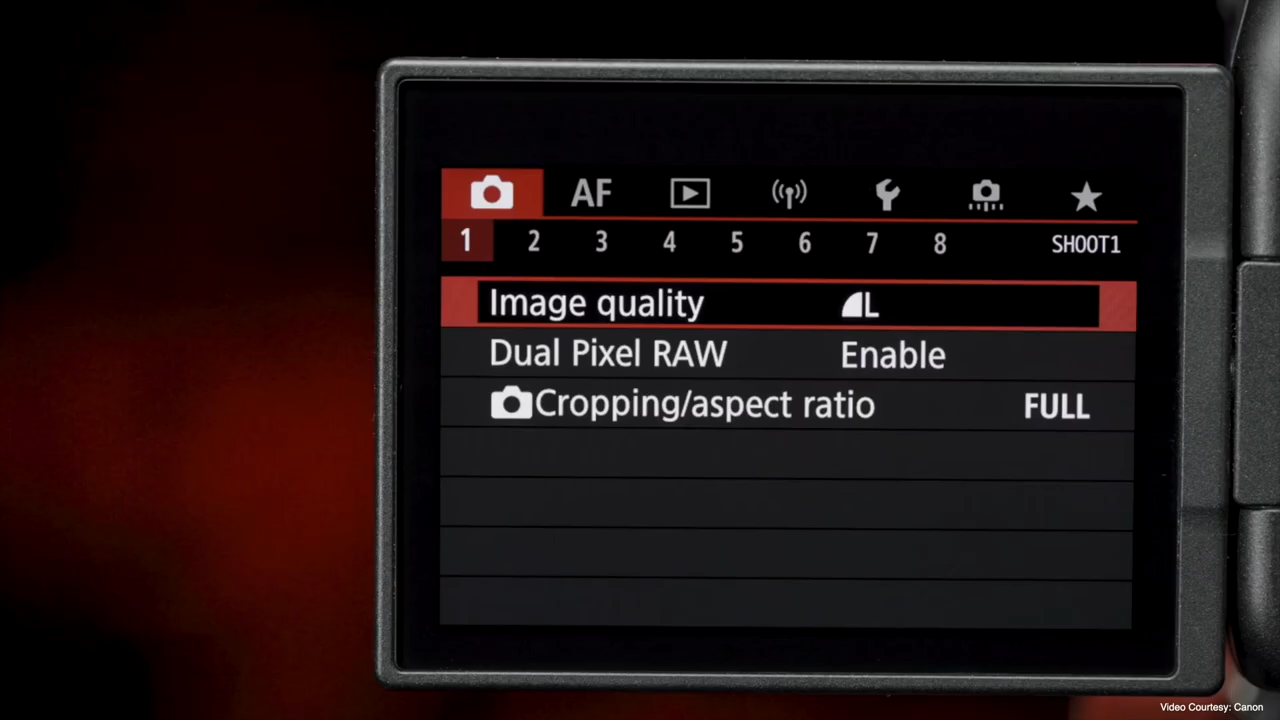 AF
1 2 3 4 5 6 7 8 SHOOT1
Image quality L
Dual Pixel RAW Enable
Cropping/aspect ratio FULL
Video Courtesy: Canon